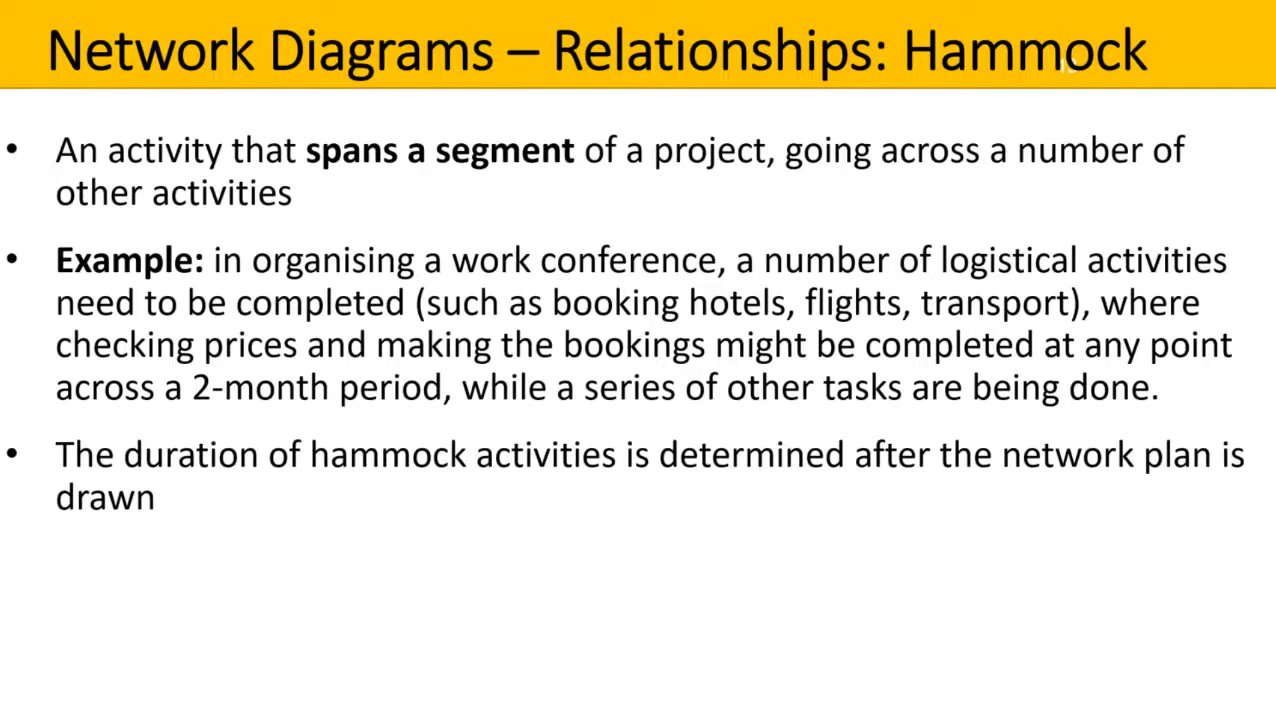 Network Diagrams – Relationships: Hammock
• An activity that spans a segment of a project, going across a number of
other activities
• Example: in organising a work conference, a number of logistical activities
need to be completed (such as booking hotels, flights, transport), where
checking prices and making the bookings might be completed at any point
across a 2-month period, while a series of other tasks are being done.
• The duration of hammock activities is determined after the network plan is
drawn